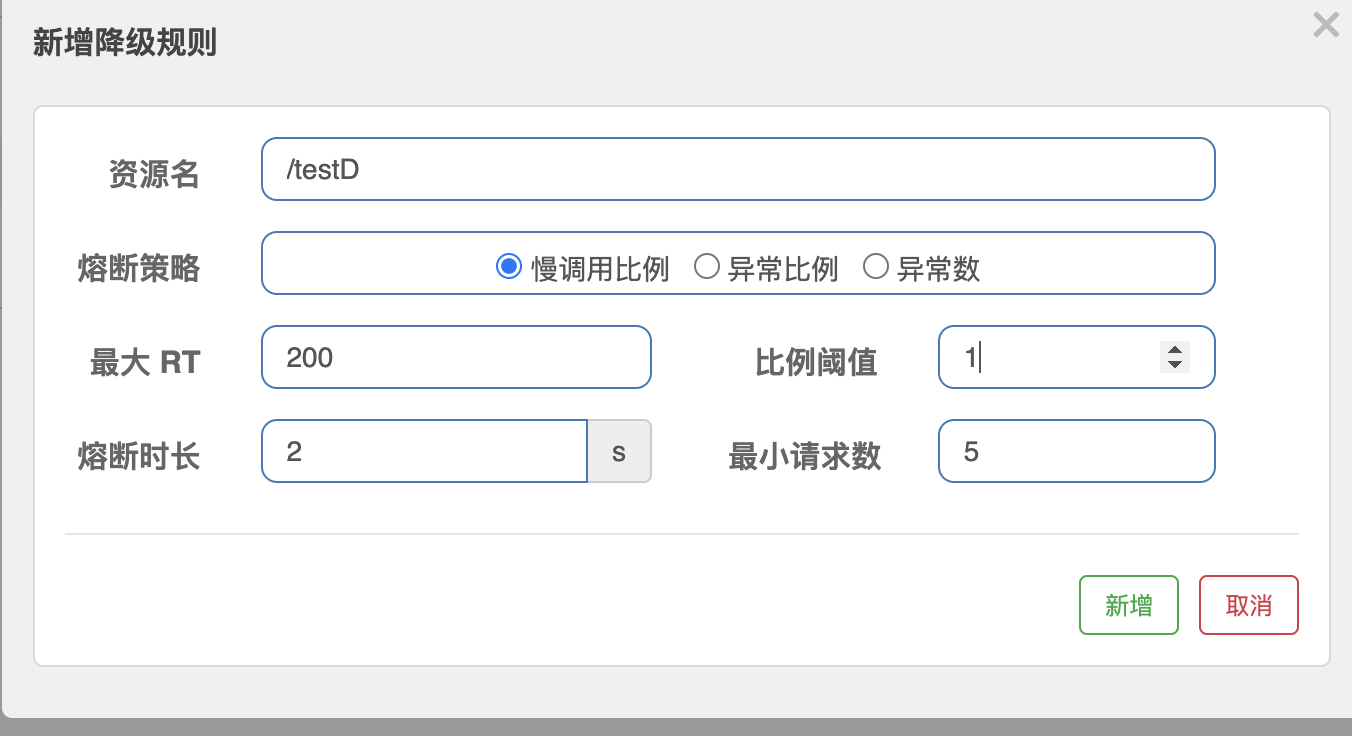 新增降级规则
资源名 /testD
熔断策略 慢调用比例 异常比例 异常数
最大 RT 200 比例阈值 1
熔断时长 2 s 最小请求数 5
新增 取消